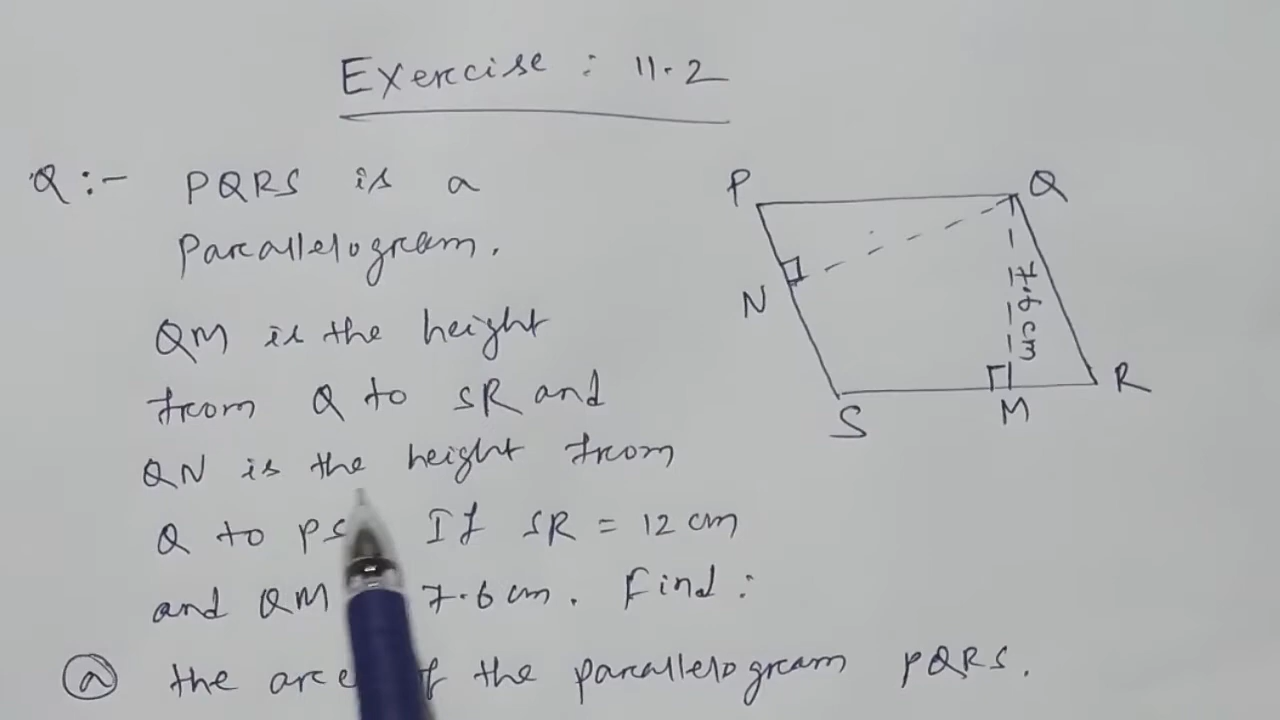 Exercise : 11.2
Q :- PQRS is a
Parallelogram.
QM is the height
from Q to SR and
QN is the height from
Q to PS If SR = 12 cm
and QM 7.6 cm. Find :
(a) the area of the parallelogram PQRS.
P
Q
N
7.6 cm
S
M
R